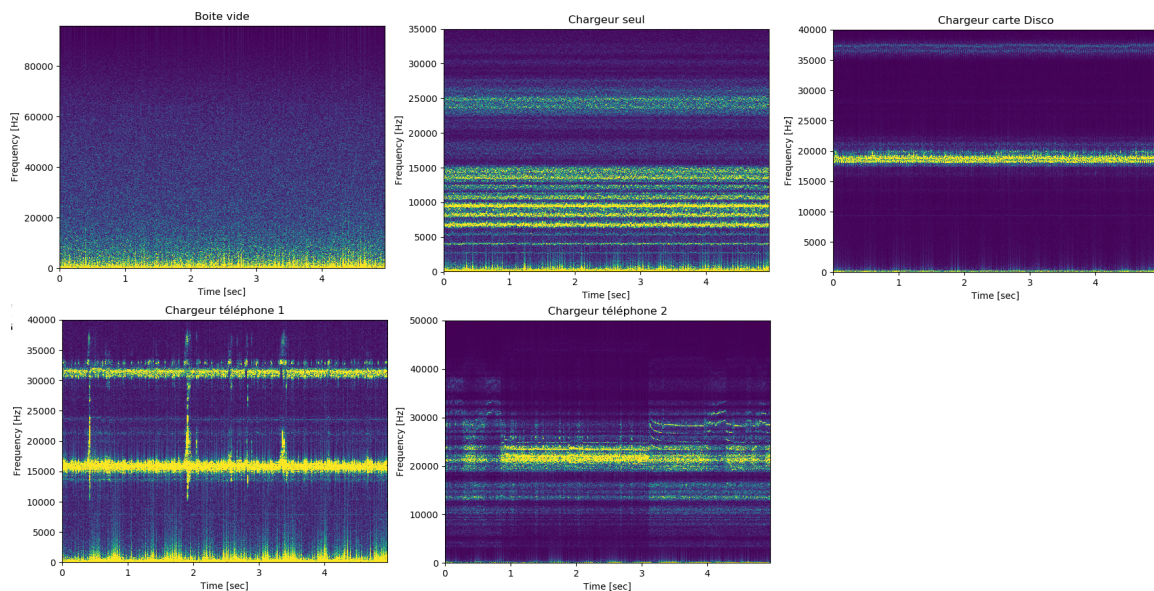 Boite vide
Frequency [Hz]
80000
60000
40000
20000
0
0 1 2 3 4
Time [sec]
Chargeur seul
Frequency [Hz]
35000
30000
25000
20000
15000
10000
5000
0
0 1 2 3 4
Time [sec]
Chargeur carte Disco
Frequency [Hz]
40000
35000
30000
25000
20000
15000
10000
5000
0
0 1 2 3 4
Time [sec]
Chargeur téléphone 1
Frequency [Hz]
40000
35000
30000
25000
20000
15000
10000
5000
0
0 1 2 3 4
Time [sec]
Chargeur téléphone 2
Frequency [Hz]
50000
40000
30000
20000
10000
0
0 1 2 3 4
Time [sec]